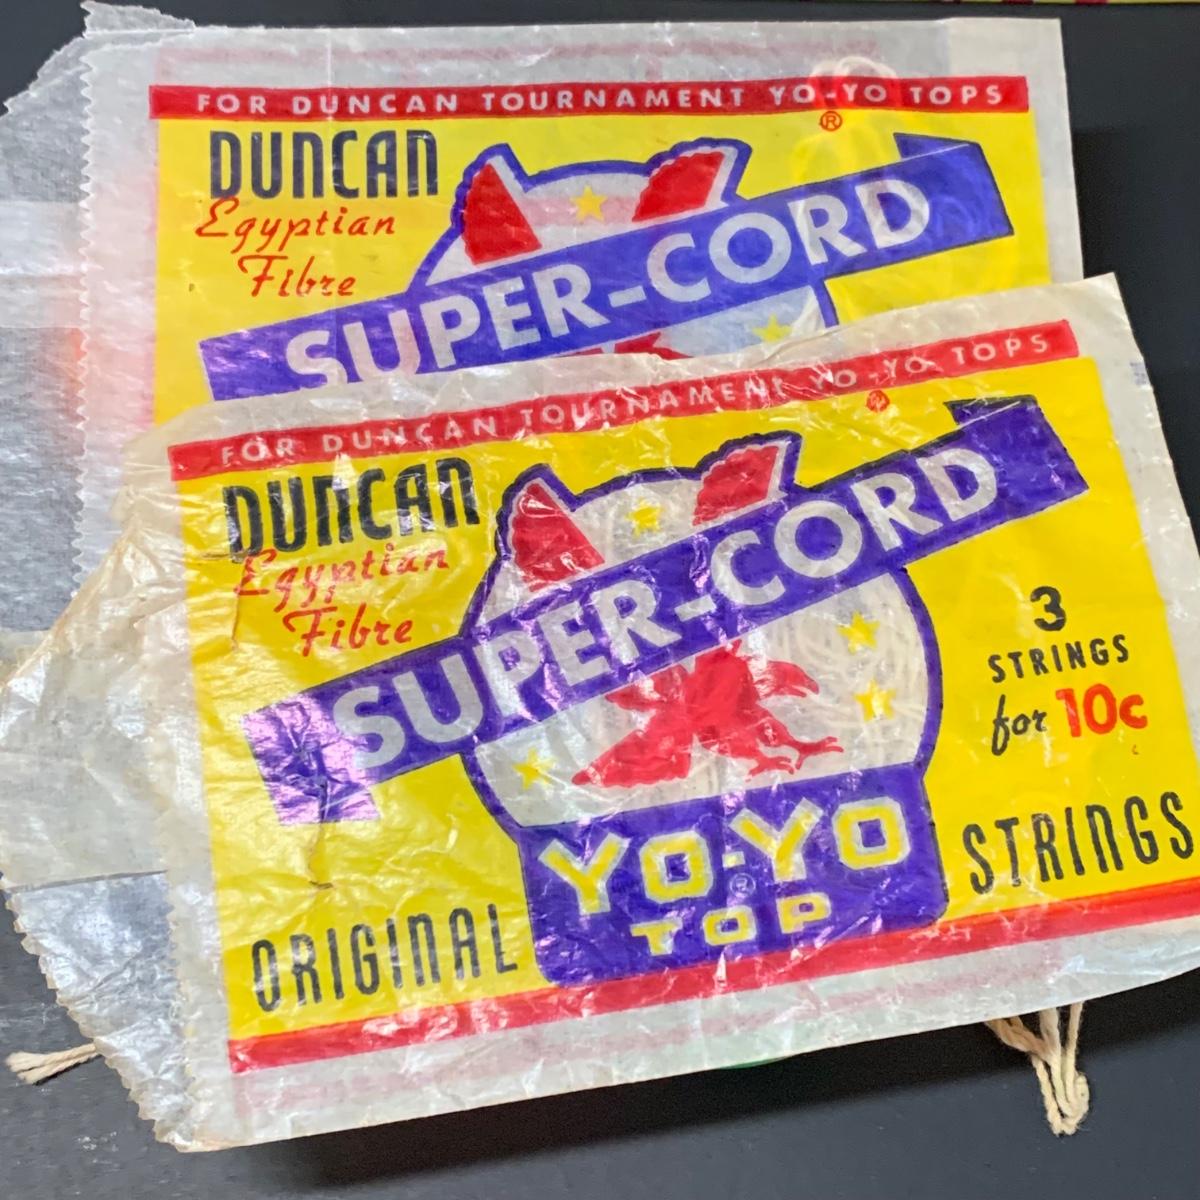 FOR DUNCAN TOURNAMENT YO-YO TOPS
®
DUNCAN
Egyptian
Fibre
SUPER-CORD
FOR DUNCAN TOURNAMENT YO-YO TOPS
®
DUNCAN
Egyptian
Fibre
SUPER-CORD
3
STRINGS
for 10c
YO-YO
®
TOP
ORIGINAL
STRINGS